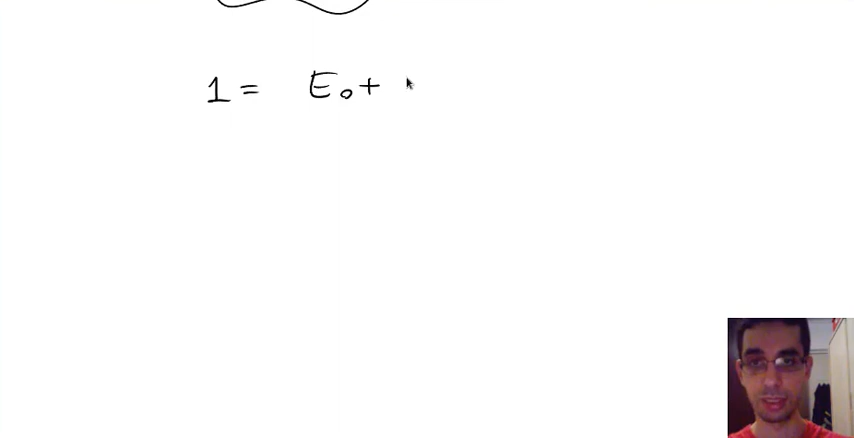 1 = E₀ +